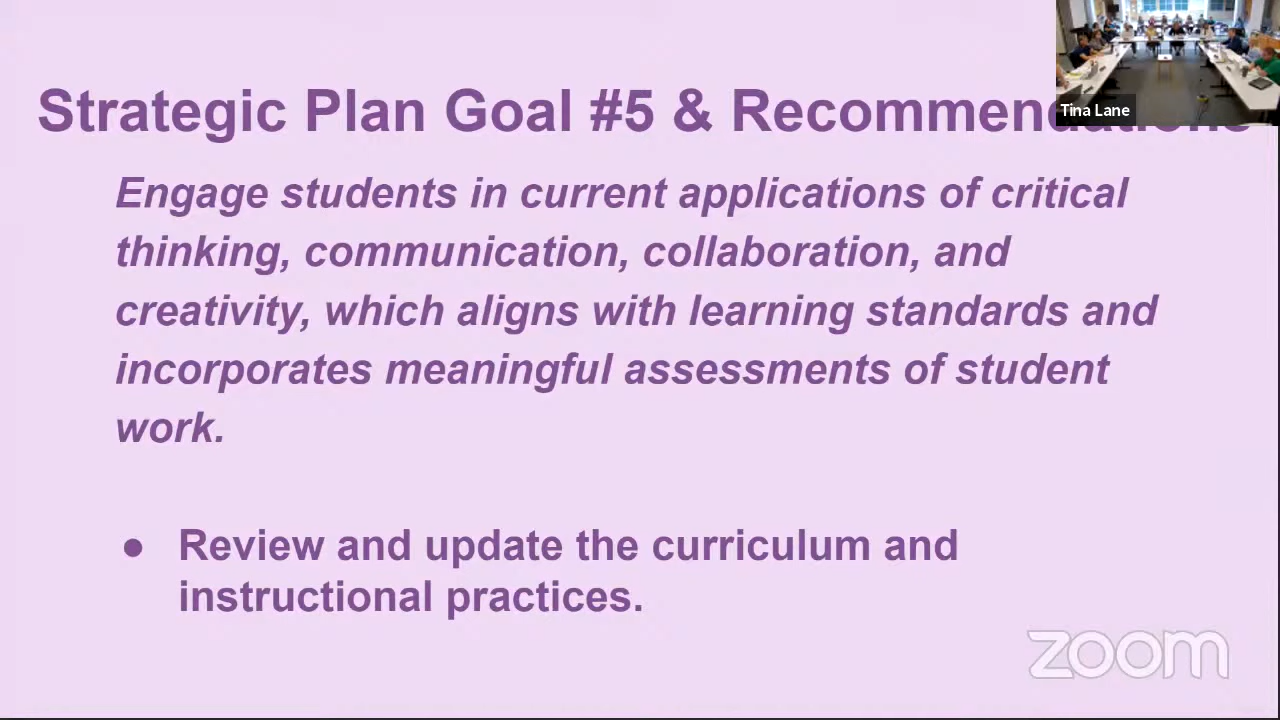 Strategic Plan Goal #5 & Recommendations
Tina Lane
Engage students in current applications of critical
thinking, communication, collaboration, and
creativity, which aligns with learning standards and
incorporates meaningful assessments of student
work.
● Review and update the curriculum and
instructional practices.
zoom